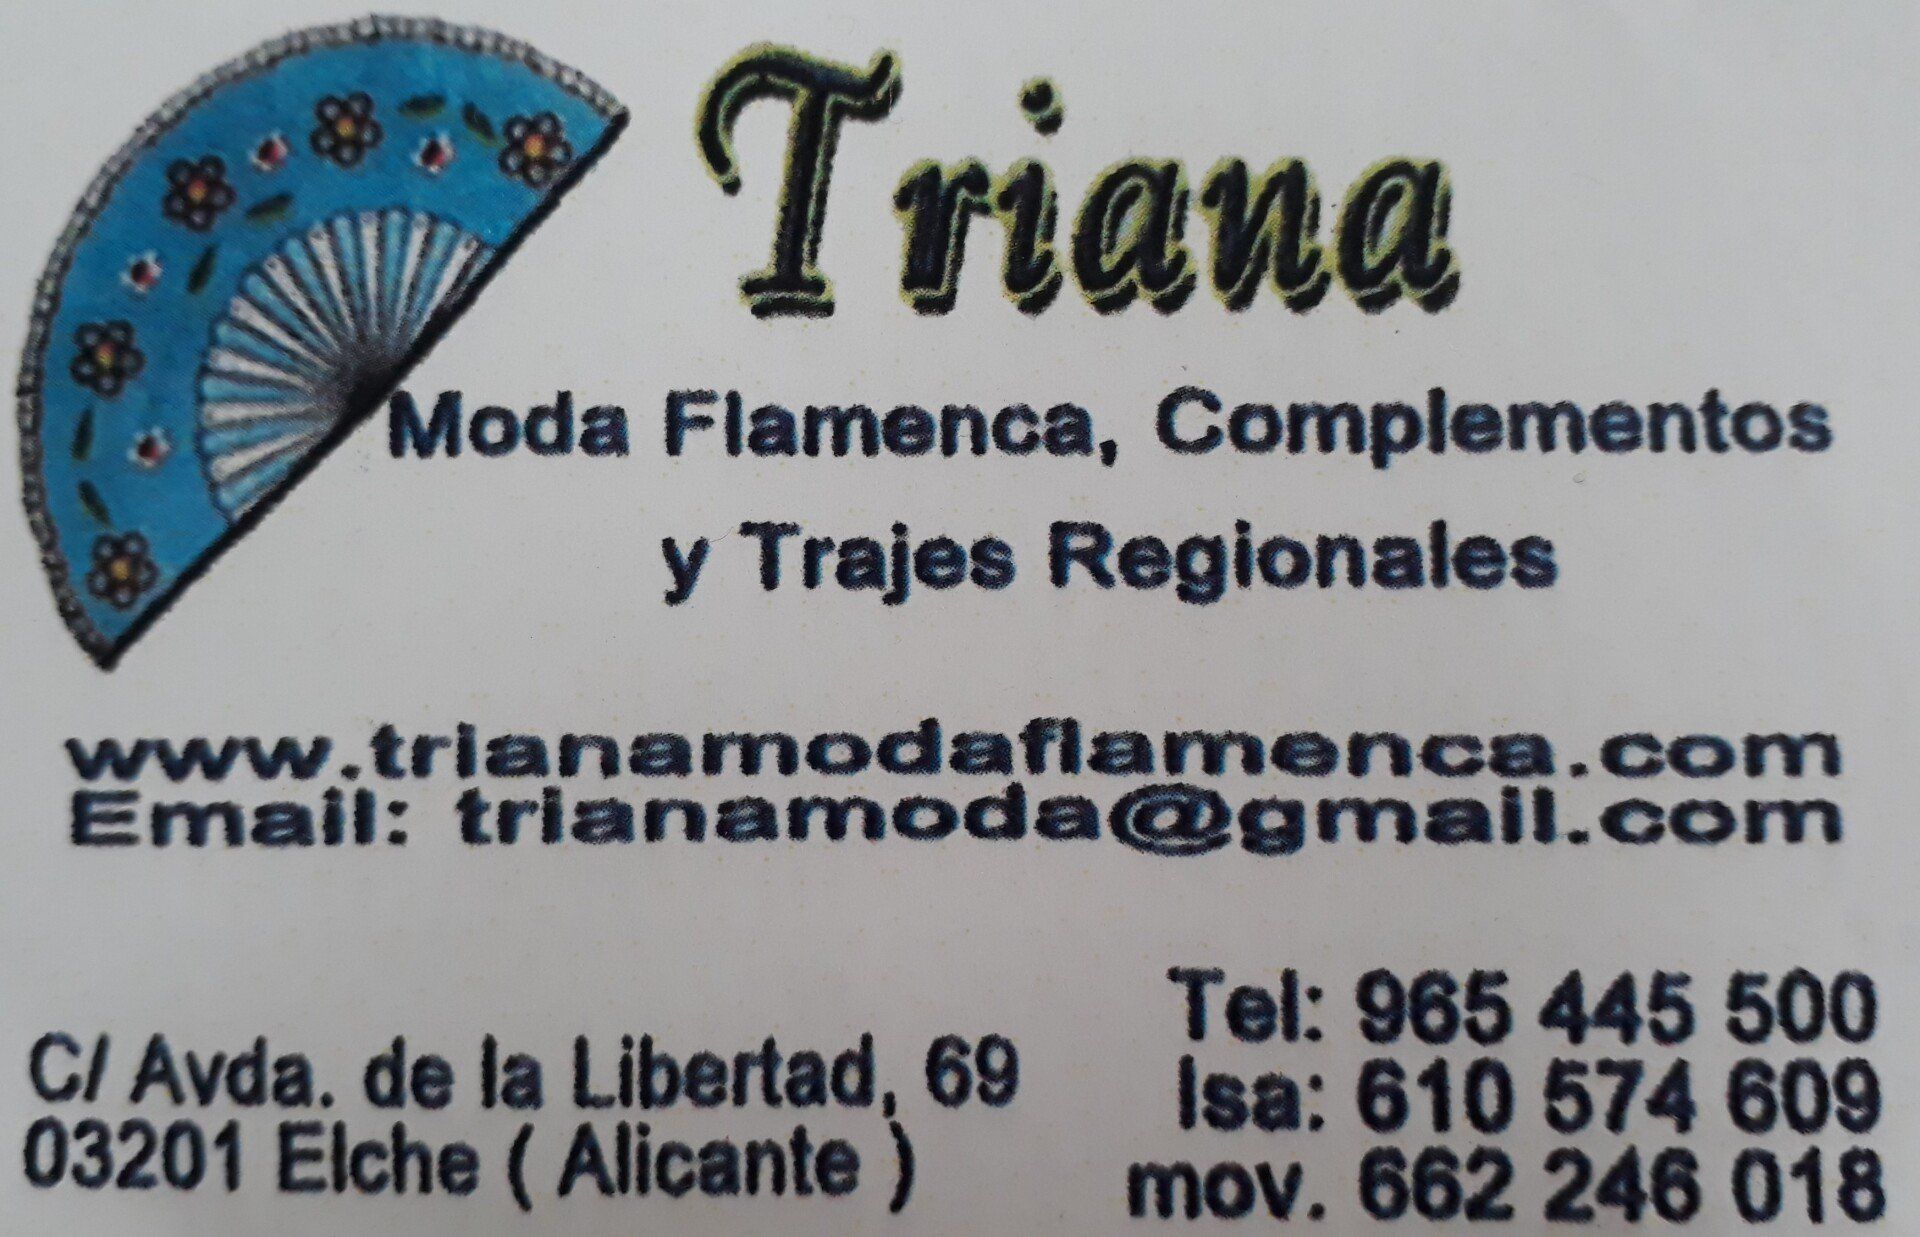 Triana
Moda Flamenca, Complementos
y Trajes Regionales
www.trianamodaflamenca.com
Email: trianamoda@gmail.com
C/ Avda. de la Libertad, 69
03201 Elche ( Alicante )
Tel: 965 445 500
Isa: 610 574 609
mov. 662 246 018